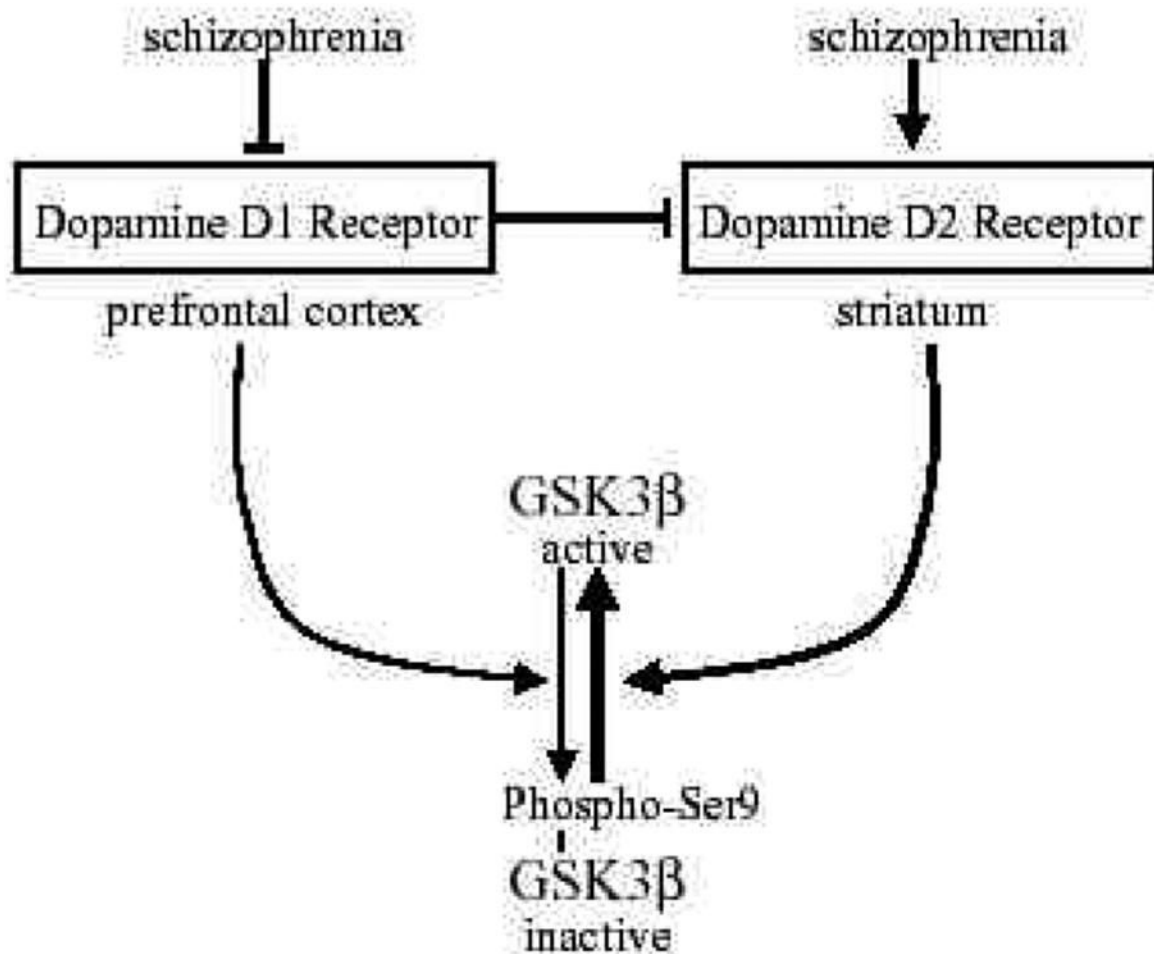 schizophrenia
schizophrenia
Dopamine D1 Receptor
Dopamine D2 Receptor
prefrontal cortex
striatum
GSK3β
active
Phospho-Ser9
GSK3β
inactive